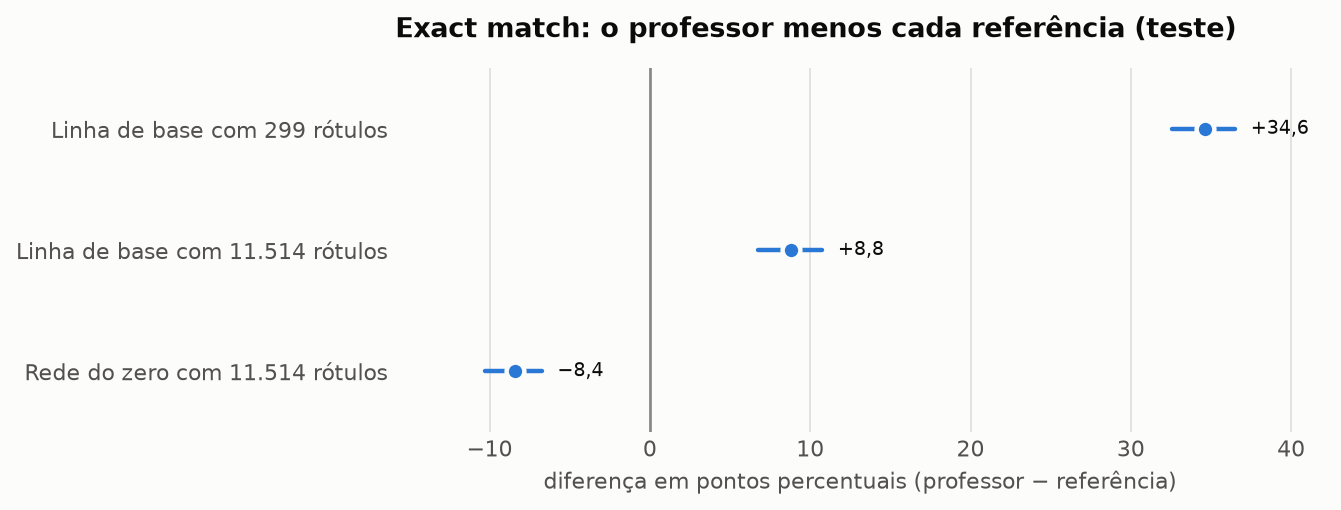 Exact match: o professor menos cada referência (teste)
Linha de base com 299 rótulos
+34,6
Linha de base com 11.514 rótulos
+8,8
Rede do zero com 11.514 rótulos
−8,4
−10 0 10 20 30 40
diferença em pontos percentuais (professor − referência)